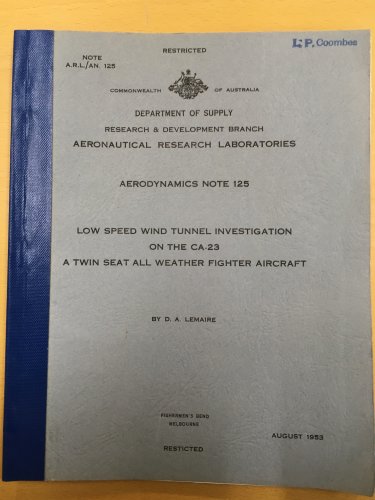 RESTRICTED
L.P. Coombes
NOTE
A.R.L./AN. 125
COMMONWEALTH OF AUSTRALIA
DEPARTMENT OF SUPPLY
RESEARCH & DEVELOPMENT BRANCH
AERONAUTICAL RESEARCH LABORATORIES
AERODYNAMICS NOTE 125
LOW SPEED WIND TUNNEL INVESTIGATION
ON THE CA-23
A TWIN SEAT ALL WEATHER FIGHTER AIRCRAFT
BY D. A. LEMAIRE
FISHERMEN'S BEND
MELBOURNE
AUGUST 1953
RESTICTED